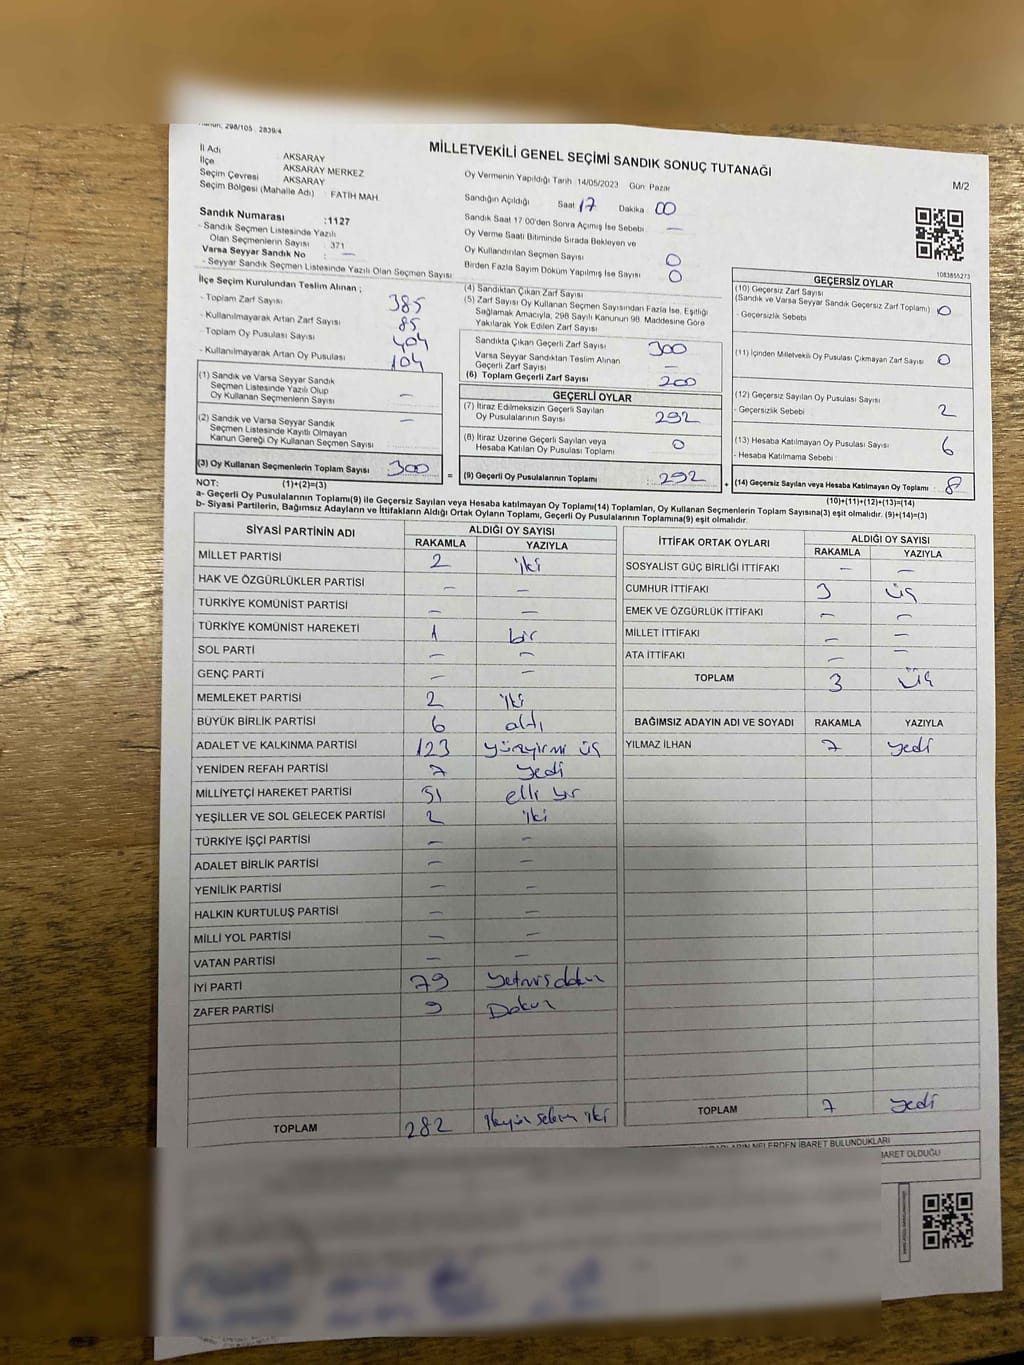 Kanun, 298/105 , 2839/4
MİLLETVEKİLİ GENEL SEÇİMİ SANDIK SONUÇ TUTANAĞI
M/2
İl Adı AKSARAY
İlçe AKSARAY MERKEZ
Seçim Çevresi : AKSARAY
Seçim Bölgesi (Mahalle Adı) : FATİH MAH.
Sandık Numarası :1127
- Sandık Seçmen Listesinde Yazılı
Olan Seçmenlerin Sayısı : 371
Varsa Seyyar Sandık No : —
- Seyyar Sandık Seçmen Listesinde Yazılı Olan Seçmen Sayısı
Oy Vermenin Yapıldığı Tarih 14/05/2023 Gün: Pazar
Sandığın Açıldığı Saat 17 Dakika 00
Sandık Saat 17.00'den Sonra Açımış İse Sebebi —
Oy Verme Saati Bitiminde Sırada Bekleyen ve
Oy Kullandırılan Seçmen Sayısı 0
Birden Fazla Sayım Döküm Yapılmış İse Sayısı 0
1083855273
İlçe Seçim Kurulundan Teslim Alınan ;
- Toplam Zarf Sayısı 385
- Kullanılmayarak Artan Zarf Sayısı 85
- Toplam Oy Pusulası Sayısı 404
- Kullanılmayarak Artan Oy Pusulası 104
(1) Sandık ve Varsa Seyyar Sandık
Seçmen Listesinde Yazılı Olup
Oy Kullanan Seçmenlerin Sayısı —
(2) Sandık ve Varsa Seyyar Sandık
Seçmen Listesinde Kayıtlı Olmayan
Kanun Gereği Oy Kullanan Seçmen Sayısı —
(3) Oy Kullanan Seçmenlerin Toplam Sayısı 300 =
(4) Sandıktan Çıkan Zarf Sayısı
(5) Zarf Sayısı Oy Kullanan Seçmen Sayısından Fazla İse, Eşitliği
Sağlamak Amacıyla, 298 Sayılı Kanunun 98. Maddesine Göre
Yakılarak Yok Edilen Zarf Sayısı
Sandıkta Çıkan Geçerli Zarf Sayısı 300
Varsa Seyyar Sandıktan Teslim Alınan
Geçerli Zarf Sayısı —
(6) Toplam Geçerli Zarf Sayısı 200
GEÇERLİ OYLAR
(7) İtiraz Edilmeksizin Geçerli Sayılan
Oy Pusulalarının Sayısı 292
(8) İtiraz Üzerine Geçerli Sayılan veya
Hesaba Katılan Oy Pusulası Toplamı 0
(9) Geçerli Oy Pusulalarının Toplamı : 292 +
GEÇERSİZ OYLAR
(10) Geçersiz Zarf Sayısı
(Sandık ve Varsa Seyyar Sandık Geçersiz Zarf Toplamı) 0
- Geçersizlik Sebebi
(11) İçinden Milletvekili Oy Pusulası Çıkmayan Zarf Sayısı 0
(12) Geçersiz Sayılan Oy Pusulası Sayısı 2
- Geçersizlik Sebebi :
(13) Hesaba Katılmayan Oy Pusulası Sayısı 6
- Hesaba Katılmama Sebebi :
(14) Geçersiz Sayılan veya Hesaba Katılmayan Oy Toplamı : 8
NOT: (1)+(2)=(3)
(10)+(11)+(12)+(13)=(14)
a- Geçerli Oy Pusulalarının Toplamı(9) ile Geçersiz Sayılan veya Hesaba katılmayan Oy Toplamı(14) Toplamları, Oy Kullanan Seçmenlerin Toplam Sayısına(3) eşit olmalıdır. (9)+(14)=(3)
b- Siyasi Partilerin, Bağımsız Adayların ve İttifakların Aldığı Ortak Oyların Toplamı, Geçerli Oy Pusulalarının Toplamına(9) eşit olmalıdır
SİYASİ PARTİNİN ADI ALDIĞI OY SAYISI
RAKAMLA YAZIYLA
MİLLET PARTİSİ 2 iki
HAK VE ÖZGÜRLÜKLER PARTİSİ — —
TÜRKİYE KOMÜNİST PARTİSİ — —
TÜRKİYE KOMÜNİST HAREKETİ 1 bir
SOL PARTİ — —
GENÇ PARTİ — —
MEMLEKET PARTİSİ 2 iki
BÜYÜK BİRLİK PARTİSİ 6 altı
ADALET VE KALKINMA PARTİSİ 123 yüzyirmi üç
YENİDEN REFAH PARTİSİ 7 yedi
MİLLİYETÇİ HAREKET PARTİSİ 51 elli bir
YEŞİLLER VE SOL GELECEK PARTİSİ 2 iki
TÜRKİYE İŞÇİ PARTİSİ — —
ADALET BİRLİK PARTİSİ — —
YENİLİK PARTİSİ — —
HALKIN KURTULUŞ PARTİSİ — —
MİLLİ YOL PARTİSİ — —
VATAN PARTİSİ — —
İYİ PARTİ 79 yetmiş dokuz
ZAFER PARTİSİ 9 Dokuz
TOPLAM 282 ikiyüz seksen iki
İTTİFAK ORTAK OYLARI ALDIĞI OY SAYISI
RAKAMLA YAZIYLA
SOSYALİST GÜÇ BİRLİĞİ İTTİFAKI — —
CUMHUR İTTİFAKI 3 üç
EMEK VE ÖZGÜRLÜK İTTİFAKI — —
MİLLET İTTİFAKI — —
ATA İTTİFAKI — —
TOPLAM 3 üç
BAĞIMSIZ ADAYIN ADI VE SOYADI RAKAMLA YAZIYLA
YILMAZ İLHAN 7 yedi
TOPLAM 7 yedi
NELERDEN İBARET BULUNDUKLARI
İBARET OLDUĞU